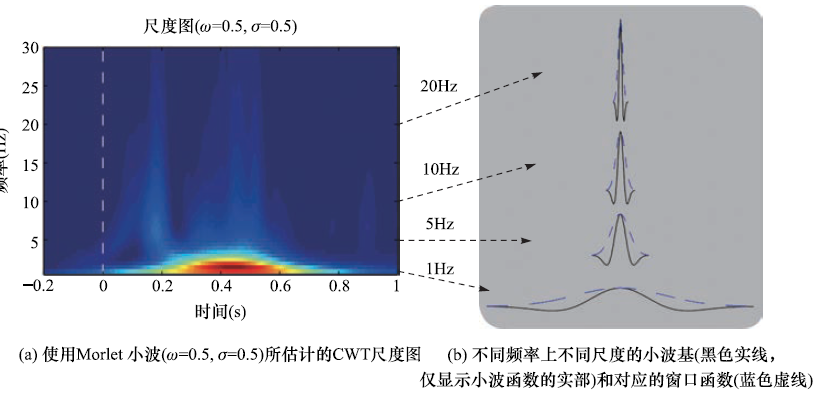 尺度图(ω=0.5, σ=0.5)
30
25
20
15
10
5
频率(Hz)
−0.2
0
0.2
0.4
0.6
0.8
1
时间(s)
20Hz
10Hz
5Hz
1Hz
(a) 使用Morlet 小波(ω=0.5, σ=0.5)所估计的CWT尺度图
(b) 不同频率上不同尺度的小波基(黑色实线，
仅显示小波函数的实部)和对应的窗口函数(蓝色虚线)